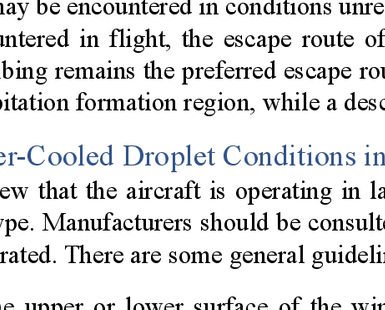 may be encountered in conditions unre
untered in flight, the escape route of
bing remains the preferred escape rou
pitation formation region, while a desc
er-Cooled Droplet Conditions in
ew that the aircraft is operating in la
ype. Manufacturers should be consulte
rated. There are some general guidelin
he upper or lower surface of the win